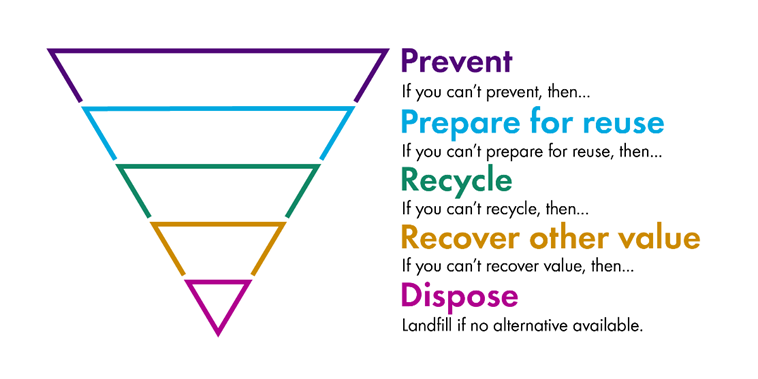 Prevent
If you can’t prevent, then...
Prepare for reuse
If you can’t prepare for reuse, then...
Recycle
If you can’t recycle, then...
Recover other value
If you can’t recover value, then...
Dispose
Landfill if no alternative available.